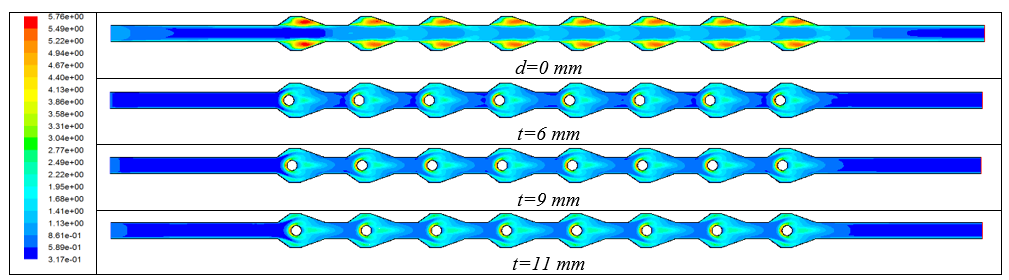 5.76e+00
5.49e+00
5.22e+00
4.94e+00
4.67e+00
4.40e+00
4.13e+00
3.86e+00
3.58e+00
3.31e+00
3.04e+00
2.77e+00
2.49e+00
2.22e+00
1.95e+00
1.68e+00
1.41e+00
1.13e+00
8.61e-01
5.89e-01
3.17e-01
d=0 mm
t=6 mm
t=9 mm
t=11 mm